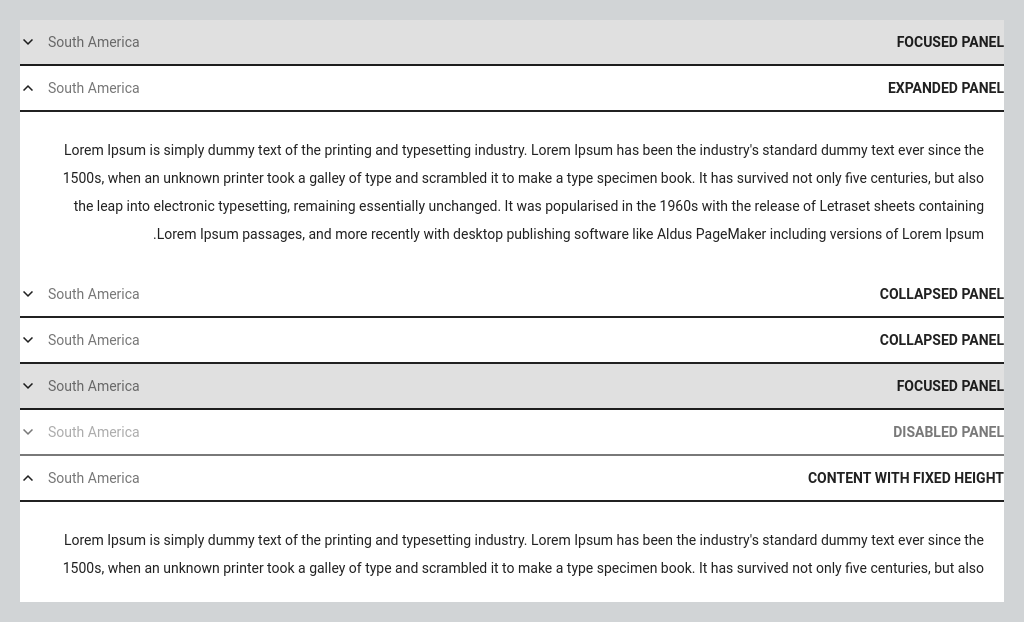 South America FOCUSED PANEL
South America EXPANDED PANEL
Lorem Ipsum is simply dummy text of the printing and typesetting industry. Lorem Ipsum has been the industry's standard dummy text ever since the
1500s, when an unknown printer took a galley of type and scrambled it to make a type specimen book. It has survived not only five centuries, but also
the leap into electronic typesetting, remaining essentially unchanged. It was popularised in the 1960s with the release of Letraset sheets containing
.Lorem Ipsum passages, and more recently with desktop publishing software like Aldus PageMaker including versions of Lorem Ipsum
South America COLLAPSED PANEL
South America COLLAPSED PANEL
South America FOCUSED PANEL
South America DISABLED PANEL
South America CONTENT WITH FIXED HEIGHT
Lorem Ipsum is simply dummy text of the printing and typesetting industry. Lorem Ipsum has been the industry's standard dummy text ever since the
1500s, when an unknown printer took a galley of type and scrambled it to make a type specimen book. It has survived not only five centuries, but also